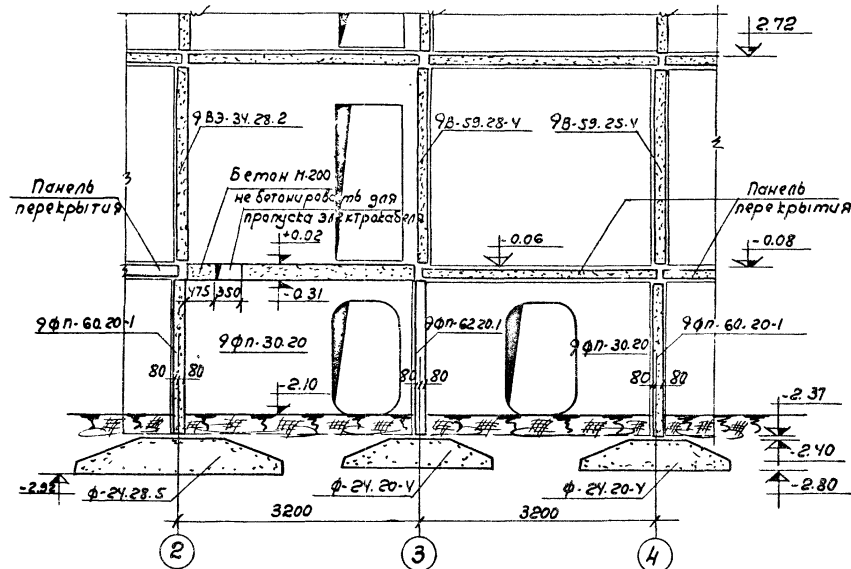 2.72
9ВЭ-34.28.2
9В-59.28-У
9В-59.25-У
Бетон М-200
не бетонировать для
пропуска электрокабеля
Панель
перекрытия
Панель
перекрытия
+0.02
-0.06
-0.08
475
350
-0.31
9фп-60.20-1
9фп-30.20
9фп-62.20.1
9фп-30.20
9фп-60.20-1
80
80
80
80
80
80
-2.10
-2.37
-2.40
-2.80
-2.92
ф-24.28.5
ф-24.20-У
ф-24.20-У
3200
3200
2
3
4